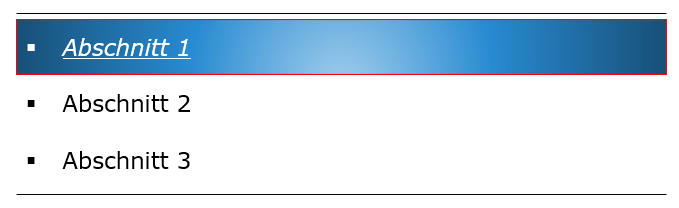 ▪ Abschnitt 1
▪ Abschnitt 2
▪ Abschnitt 3